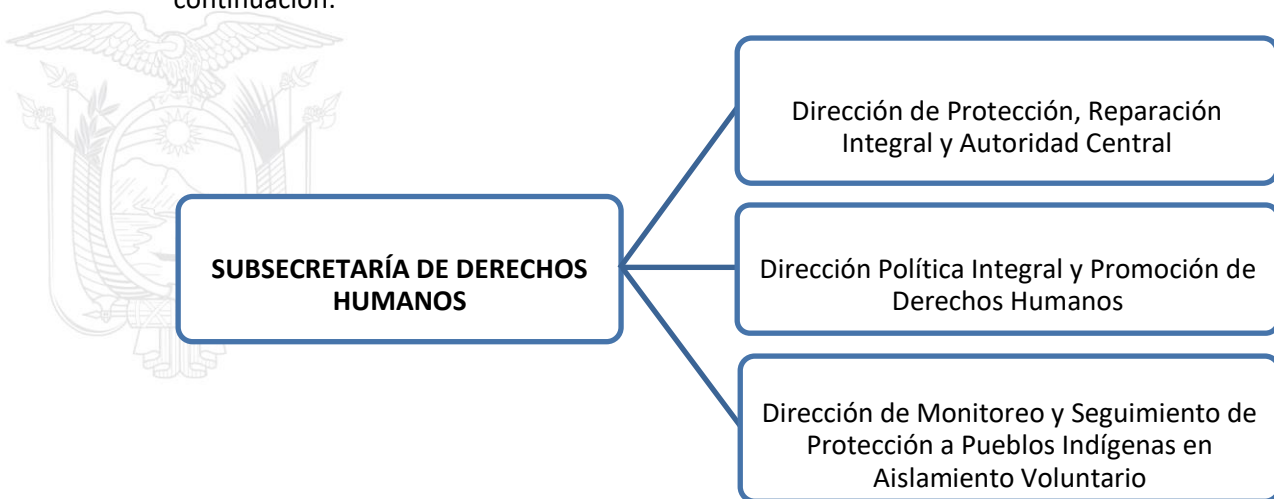 continuación:
Dirección de Protección, Reparación
Integral y Autoridad Central
SUBSECRETARÍA DE DERECHOS
HUMANOS
Dirección Política Integral y Promoción de
Derechos Humanos
Dirección de Monitoreo y Seguimiento de
Protección a Pueblos Indígenas en
Aislamiento Voluntario